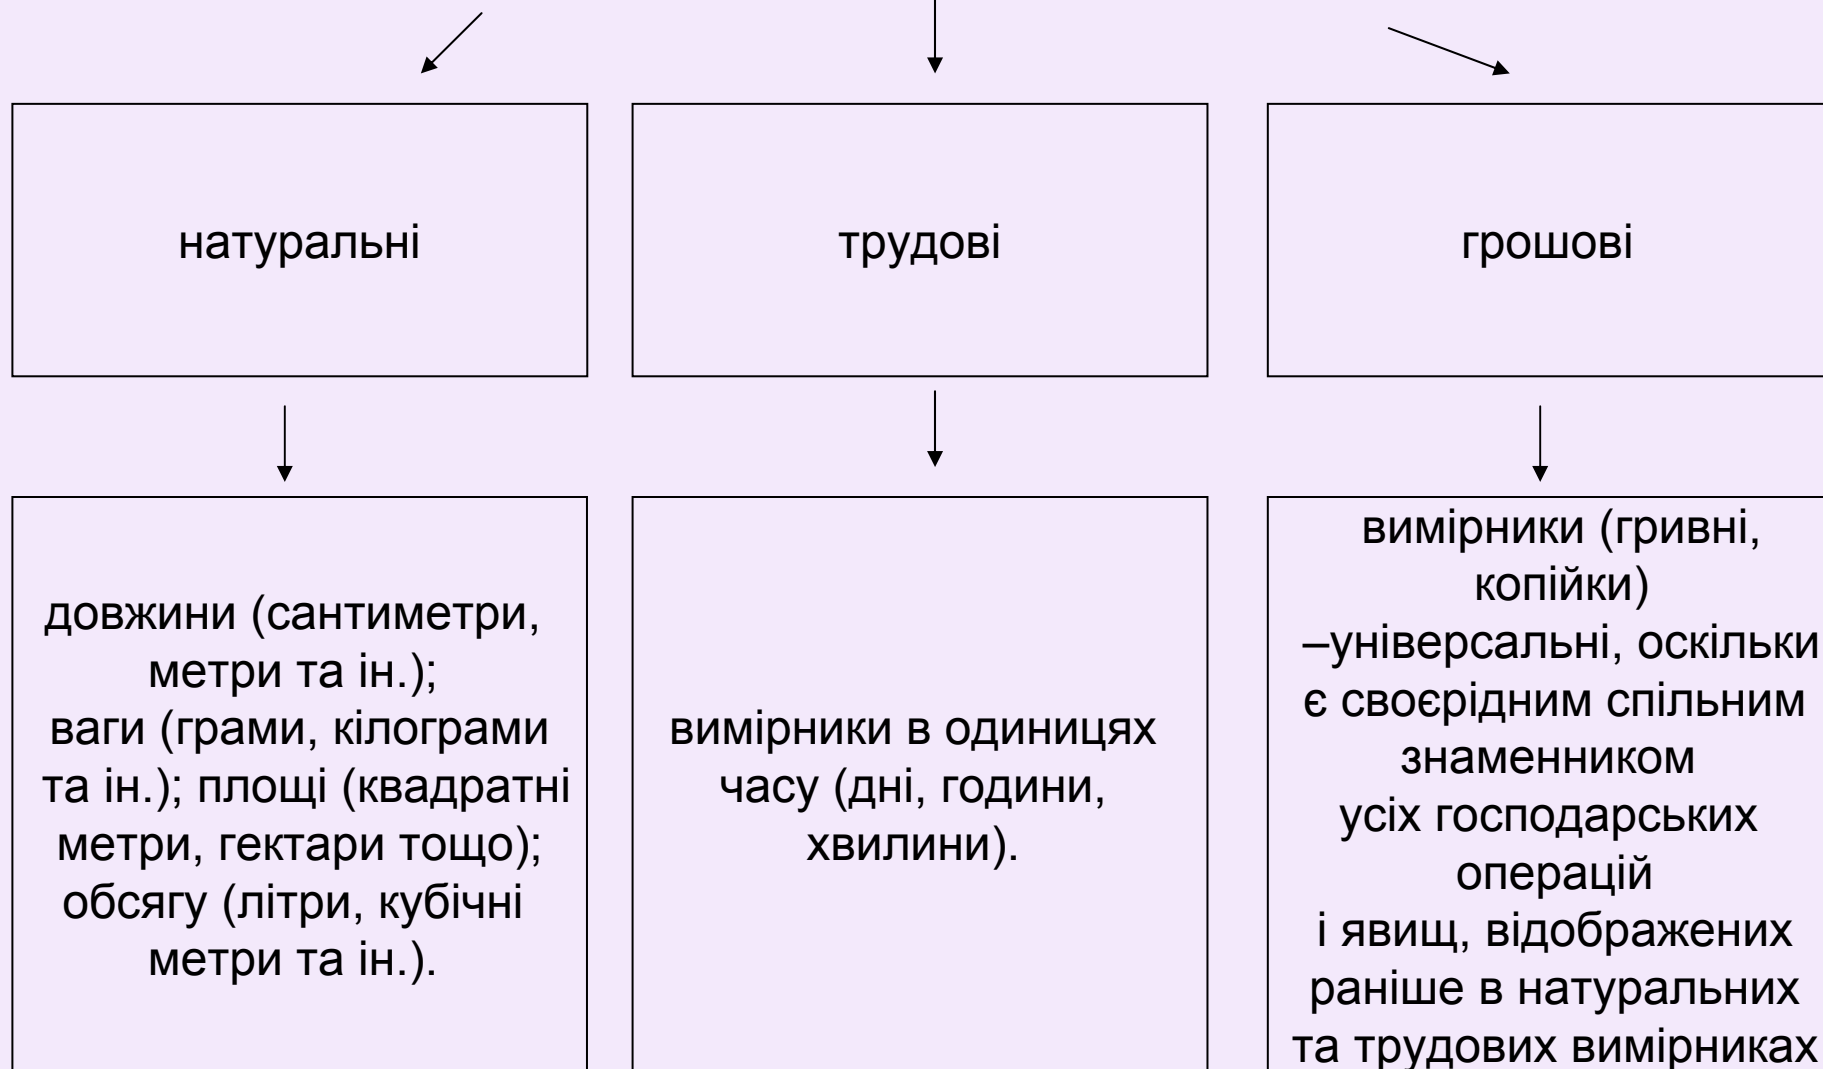 натуральні
трудові
грошові
довжини (сантиметри,
метри та ін.);
ваги (грами, кілограми
та ін.); площі (квадратні
метри, гектари тощо);
обсягу (літри, кубічні
метри та ін.).
вимірники в одиницях
часу (дні, години,
хвилини).
вимірники (гривні,
копійки)
–універсальні, оскільки
є своєрідним спільним
знаменником
усіх господарських
операцій
і явищ, відображених
раніше в натуральних
та трудових вимірниках